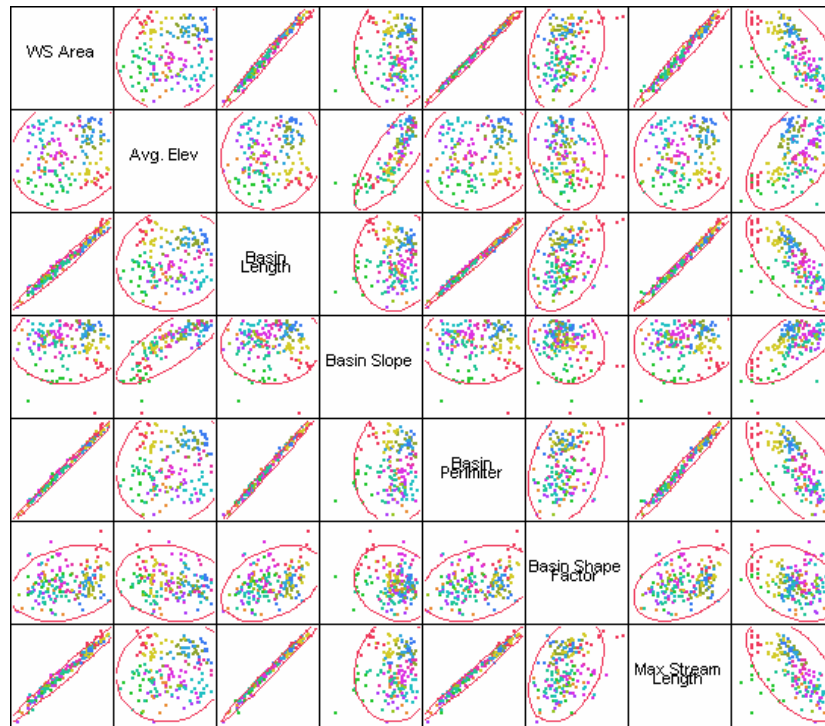 WS Area
Avg. Elev
Basin
Length
Basin Slope
Basin
Perimiter
Basin Shape
Factor
Max Stream
Length